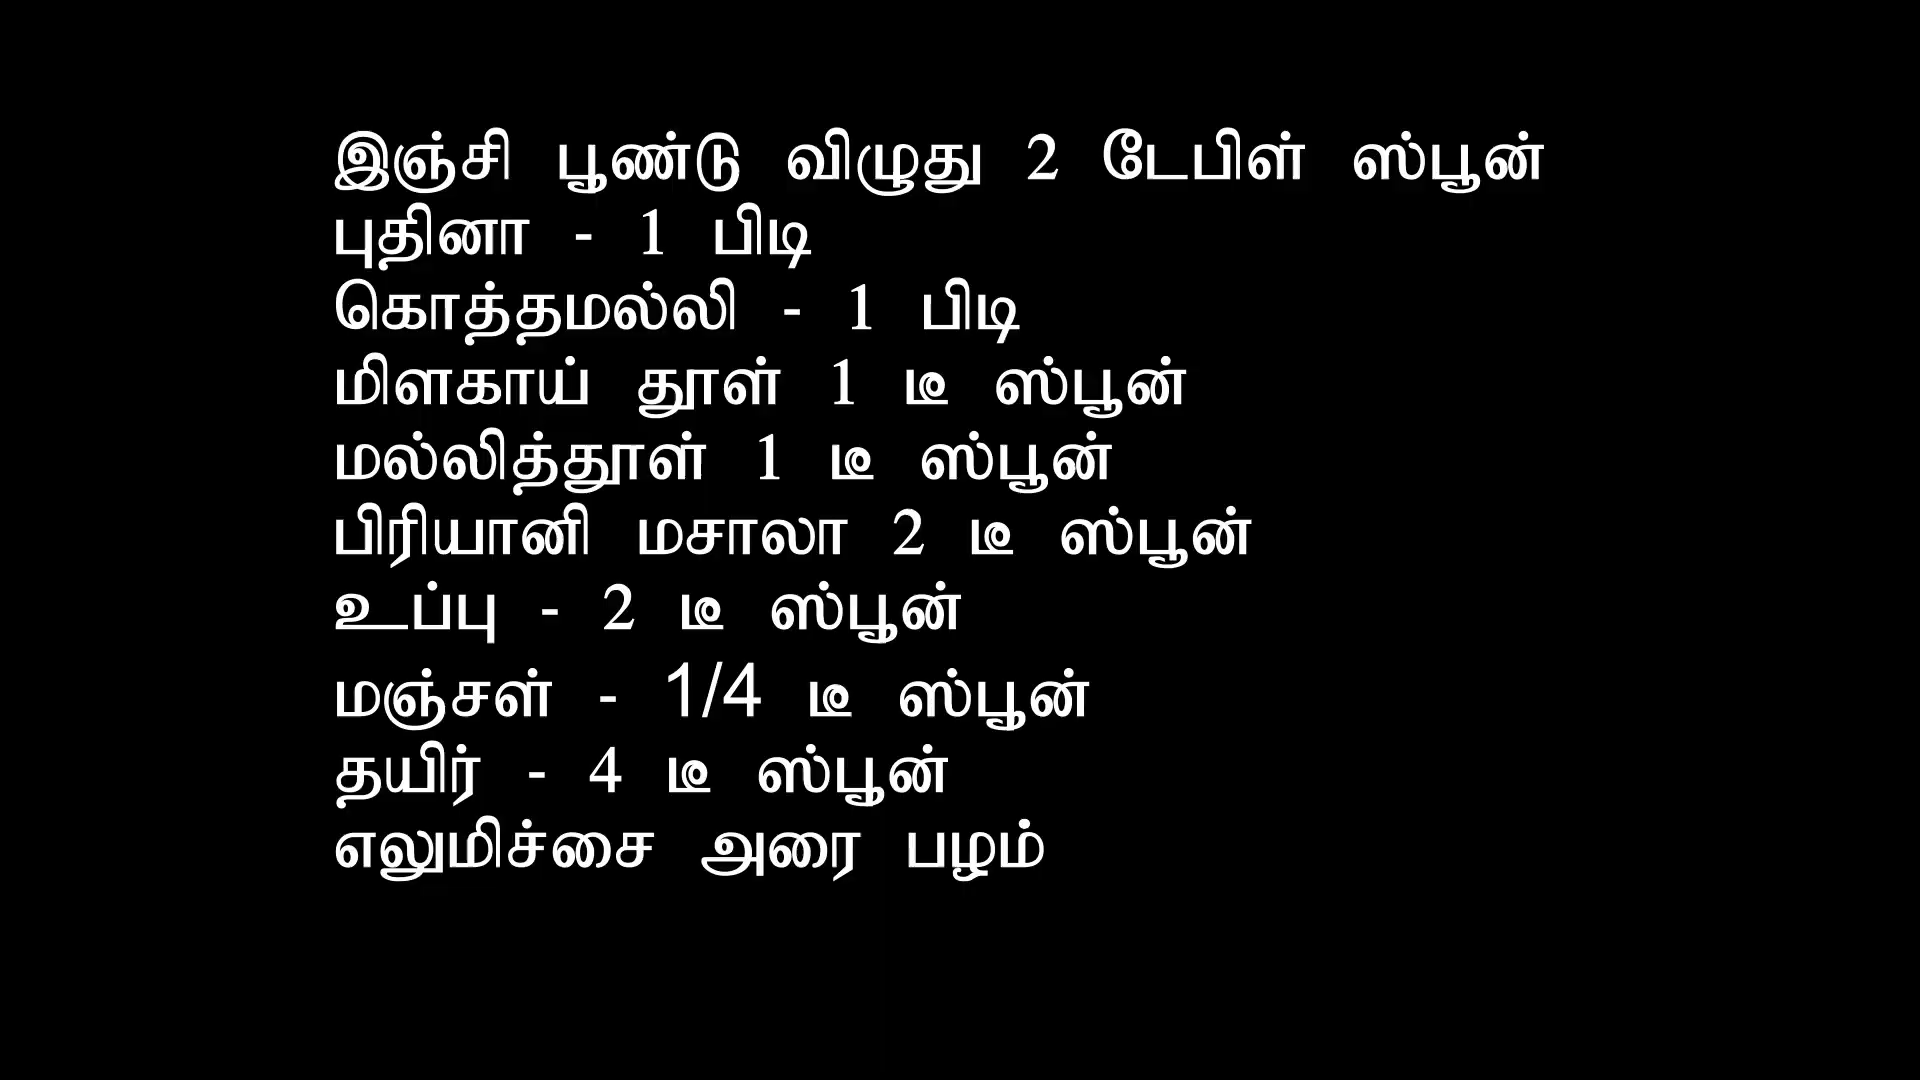 இஞ்சி பூண்டு விழுது 2 டேபிள் ஸ்பூன்
புதினா - 1 பிடி
கொத்தமல்லி - 1 பிடி
மிளகாய் தூள் 1 டீ ஸ்பூன்
மல்லித்தூள் 1 டீ ஸ்பூன்
பிரியானி மசாலா 2 டீ ஸ்பூன்
உப்பு - 2 டீ ஸ்பூன்
மஞ்சள் - 1/4 டீ ஸ்பூன்
தயிர் - 4 டீ ஸ்பூன்
எலுமிச்சை அரை பழம்